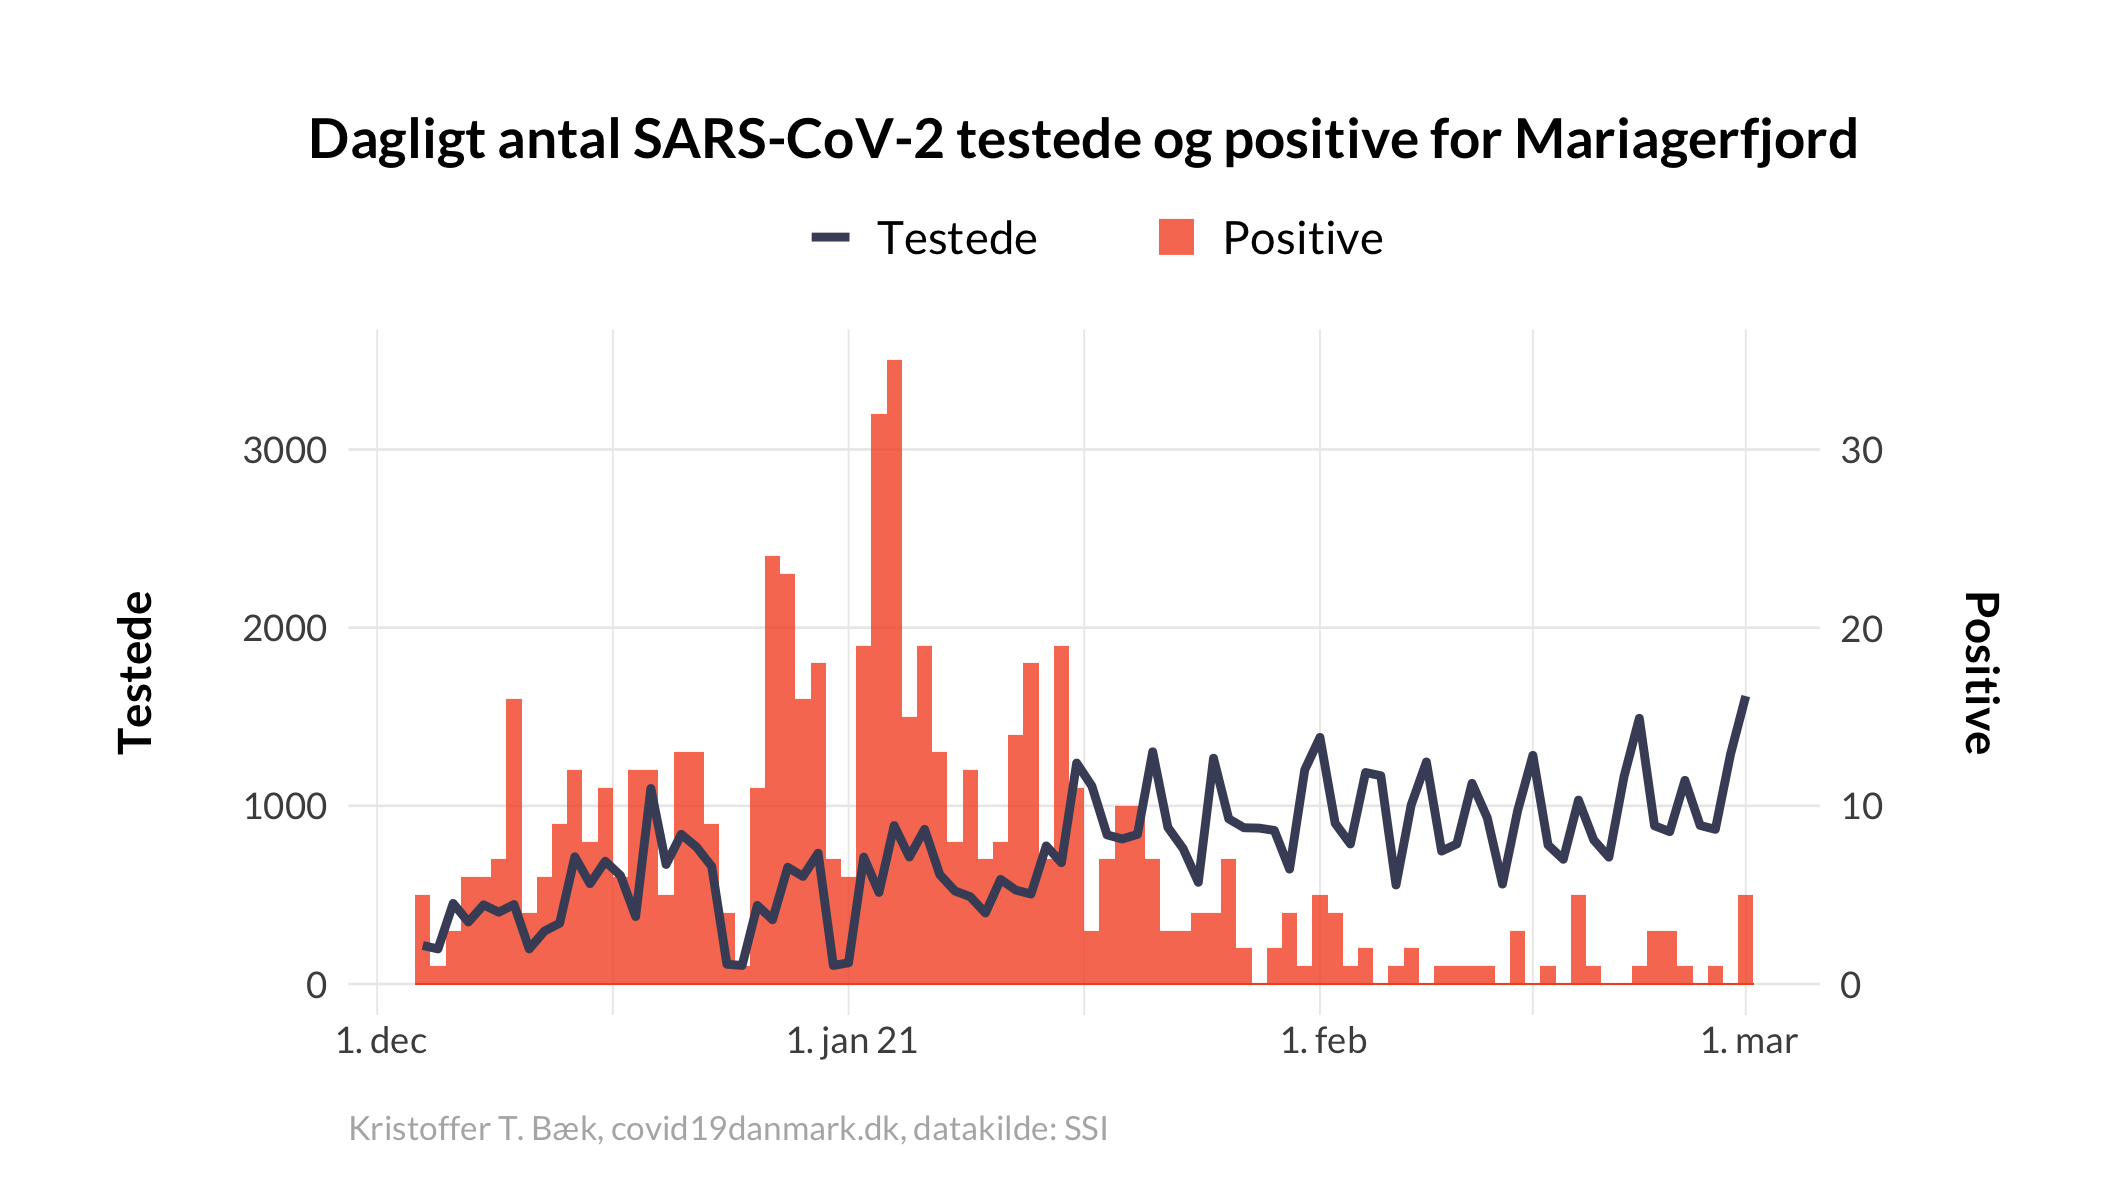 Dagligt antal SARS-CoV-2 testede og positive for Mariagerfjord
Testede
Positive
3000
2000
1000
0
30
20
10
0
Testede
Positive
1. dec
1. jan 21
1. feb
1. mar
Kristoffer T. Bæk, covid19danmark.dk, datakilde: SSI